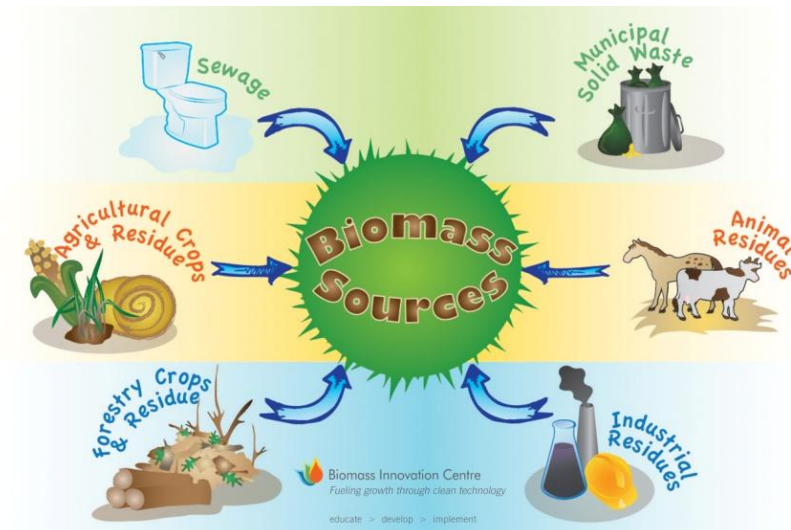 Sewage
Municipal
Solid Waste
Agricultural Crops
& Residue
Biomass
Sources
Animal
Residues
Forestry Crops
& Residue
Industrial
Residues
Biomass Innovation Centre
Fueling growth through clean technology
educate > develop > implement